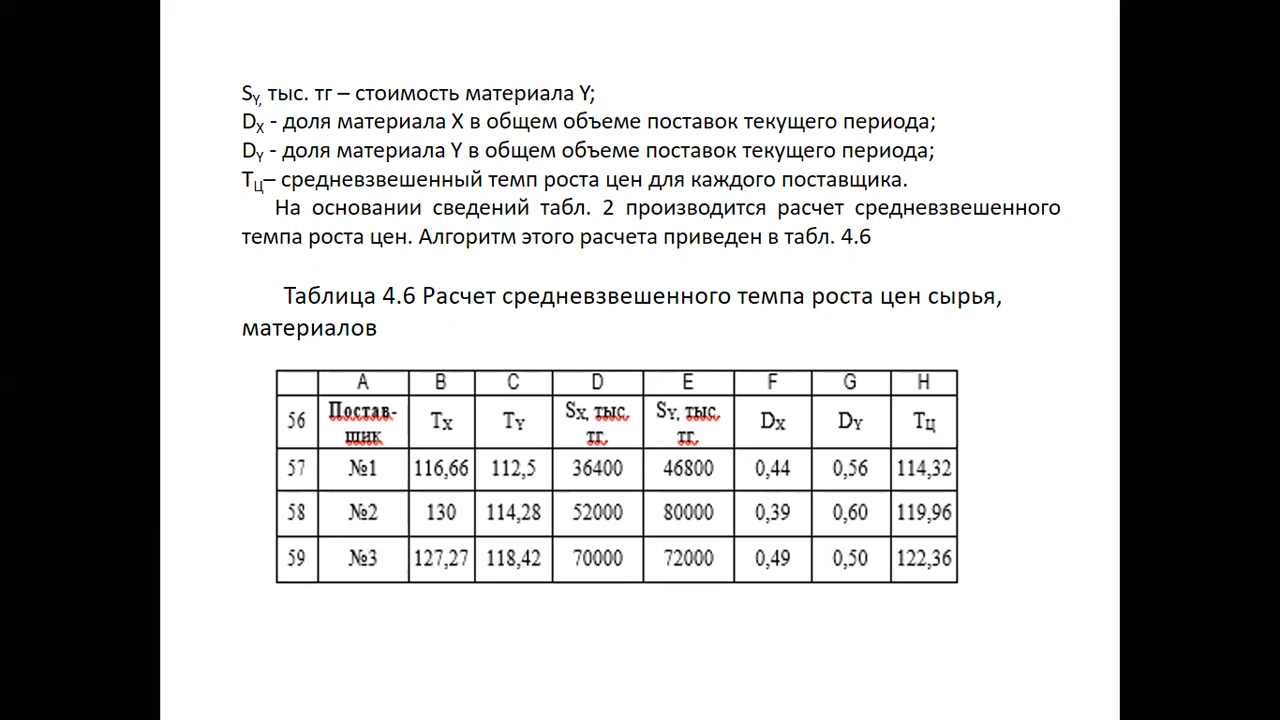 SY, тыс. тг – стоимость материала Y;
DX - доля материала X в общем объеме поставок текущего периода;
DY - доля материала Y в общем объеме поставок текущего периода;
ТЦ– средневзвешенный темп роста цен для каждого поставщика.
На основании сведений табл. 2 производится расчет средневзвешенного
темпа роста цен. Алгоритм этого расчета приведен в табл. 4.6
Таблица 4.6 Расчет средневзвешенного темпа роста цен сырья,
материалов
A B C D E F G H
56 Постав-щик TX TY SX, тыс. тг. SY, тыс. тг. DX DY TЦ
57 №1 116,66 112,5 36400 46800 0,44 0,56 114,32
58 №2 130 114,28 52000 80000 0,39 0,60 119,96
59 №3 127,27 118,42 70000 72000 0,49 0,50 122,36